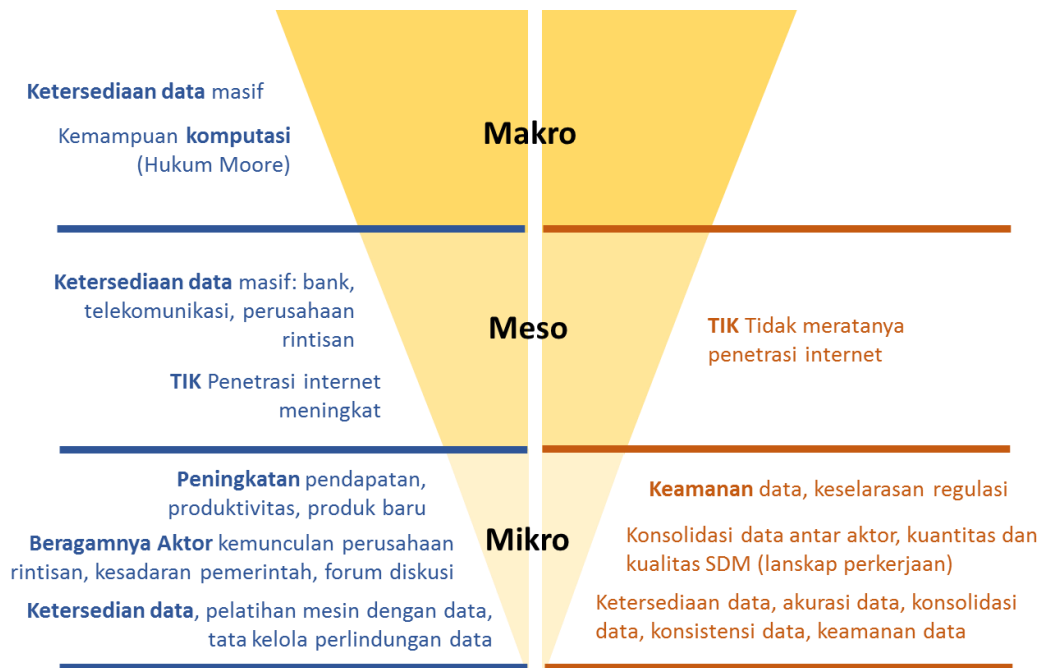 Ketersediaan data masif
Kemampuan komputasi
(Hukum Moore)
Makro
Ketersediaan data masif: bank,
telekomunikasi, perusahaan
rintisan
TIK Penetrasi internet
meningkat
Meso
TIK Tidak meratanya
penetrasi internet
Peningkatan pendapatan,
produktivitas, produk baru
Beragamnya Aktor kemunculan perusahaan
rintisan, kesadaran pemerintah, forum diskusi
Ketersedian data, pelatihan mesin dengan data,
tata kelola perlindungan data
Mikro
Keamanan data, keselarasan regulasi
Konsolidasi data antar aktor, kuantitas dan
kualitas SDM (lanskap perkerjaan)
Ketersediaan data, akurasi data, konsolidasi
data, konsistensi data, keamanan data